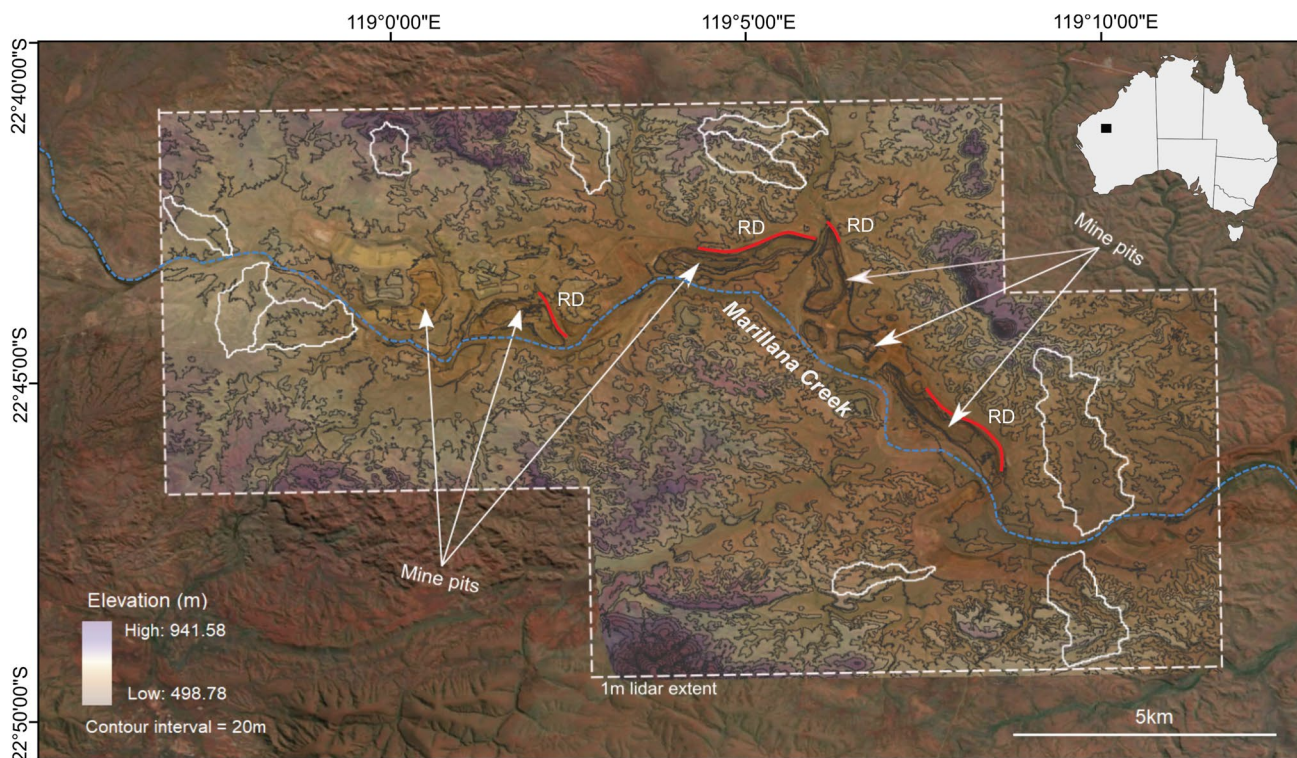 119°0'00"E
119°5'00"E
119°10'00"E
22°40'00"S
22°45'00"S
22°50'00"S
RD
RD
Mine pits
RD
Marillana Creek
RD
Mine pits
Elevation (m)
High: 941.58
Low: 498.78
Contour interval = 20m
1m lidar extent
5km